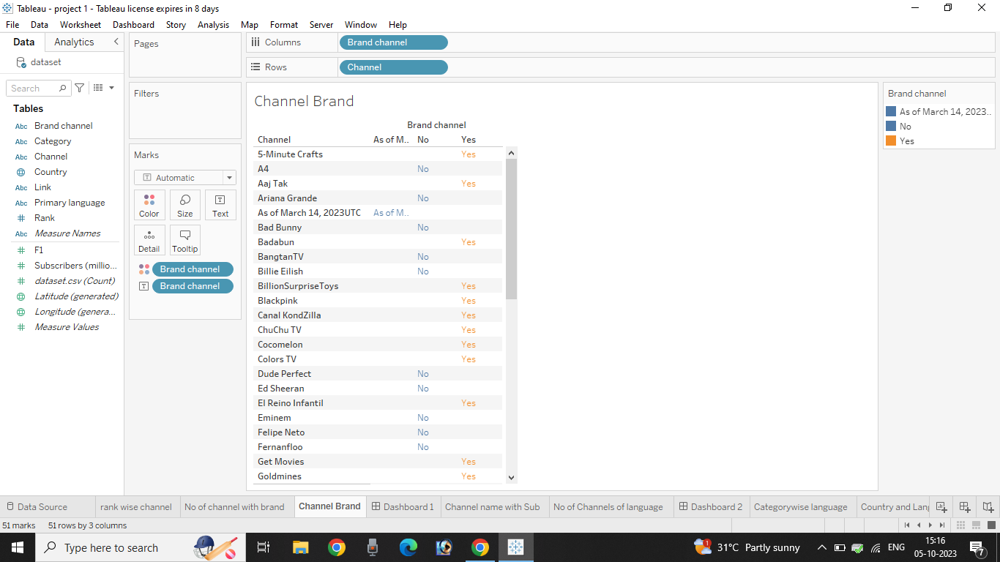 Tableau - project 1 - Tableau license expires in 8 days
File Data Worksheet Dashboard Story Analysis Map Format Server Window Help
Data Analytics
dataset
Search
Tables
Abc Brand channel
Abc Category
Abc Channel
Country
Abc Link
Abc Primary language
# Rank
Abc Measure Names
# F1
# Subscribers (millio...
# dataset.csv (Count)
Latitude (generated)
Longitude (genera...
# Measure Values
Pages
Filters
Marks
T Automatic
Color Size T Text
Detail Tooltip
Brand channel
T Brand channel
Columns Brand channel
Rows Channel
Channel Brand
Brand channel
Channel As of M.. No Yes
5-Minute Crafts Yes
A4 No
Aaj Tak Yes
Ariana Grande No
As of March 14, 2023UTC As of M..
Bad Bunny No
Badabun Yes
BangtanTV No
Billie Eilish No
BillionSurpriseToys Yes
Blackpink Yes
Canal KondZilla Yes
ChuChu TV Yes
Cocomelon Yes
Colors TV Yes
Dude Perfect No
Ed Sheeran No
El Reino Infantil Yes
Eminem No
Felipe Neto No
Fernanfloo No
Get Movies Yes
Goldmines Yes
Brand channel
As of March 14, 2023..
No
Yes
Data Source rank wise channel No of channel with brand Channel Brand Dashboard 1 Channel name with Sub No of Channels of language Dashboard 2 Categorywise language Country and Lang
51 marks 51 rows by 3 columns
Type here to search
1 31°C Partly sunny ENG 15:16
05-10-2023 7